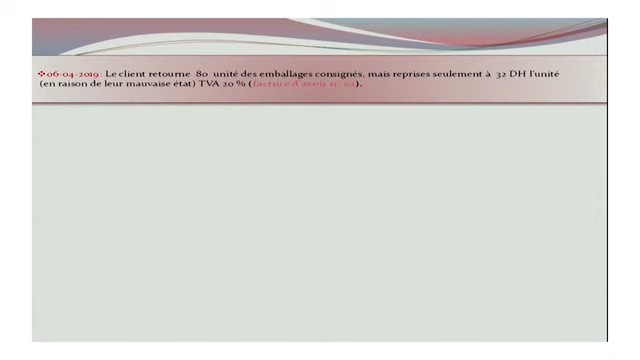 ❖06-04-2019: Le client retourne 80 unité des emballages consignés, mais reprises seulement à 32 DH l'unité
(en raison de leur mauvaise état) TVA 20 % (facture d'avoir n° 02).